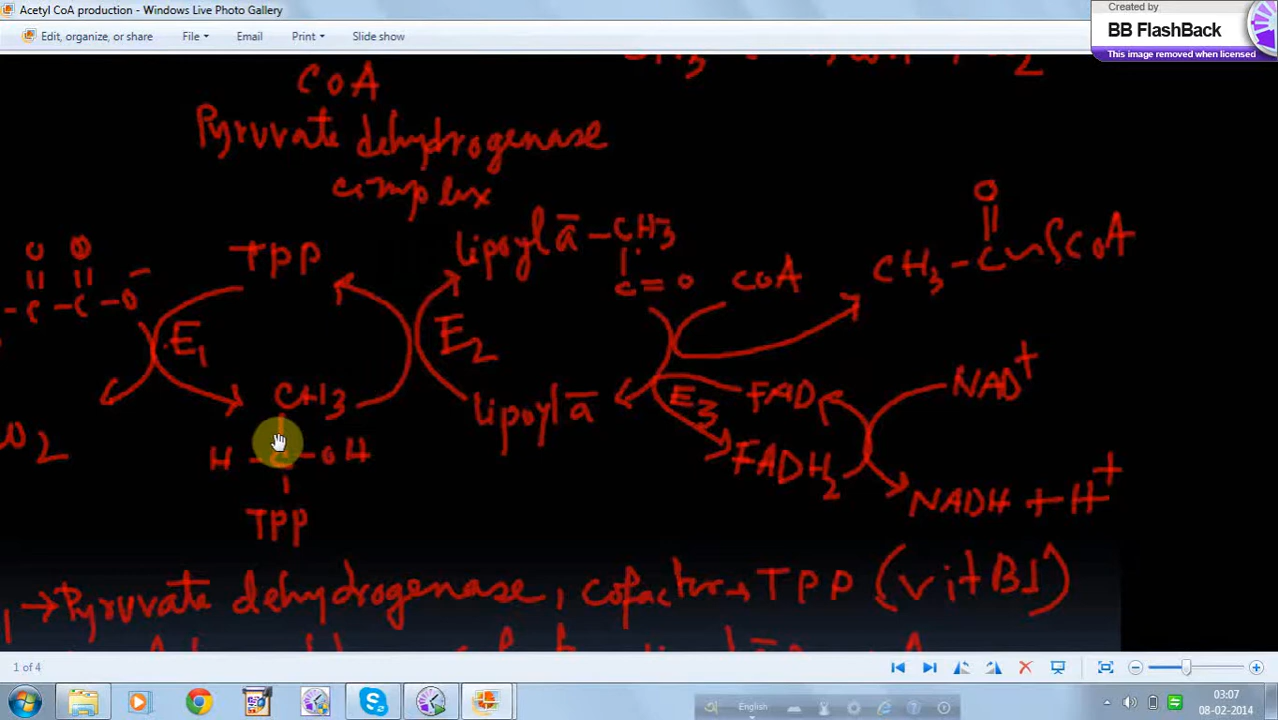 Acetyl CoA production - Windows Live Photo Gallery
Created by
BB FlashBack
This image removed when licensed
Edit, organize, or share File Email Print Slide show
CoA
Pyruvate dehydrogenase
complex
O
O O TPP lipoyl a - CH3
C - C - O - C = O CoA CH3 - C ~ SCoA
E1 E2
CH3 lipoyl a E3 FAD NAD+
O2 H - C - OH FADH2 NADH + H+
TPP
1 → Pyruvate dehydrogenase, cofactor → TPP (vit B1)
1 of 4
English
03:07
08-02-2014